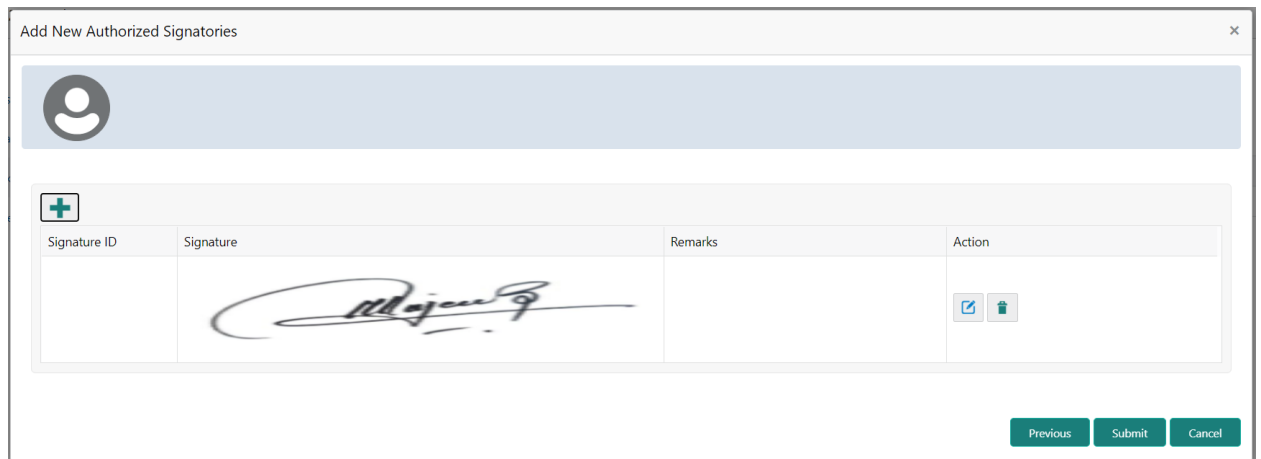 Add New Authorized Signatories
Signature ID Signature Remarks Action
Previous Submit Cancel